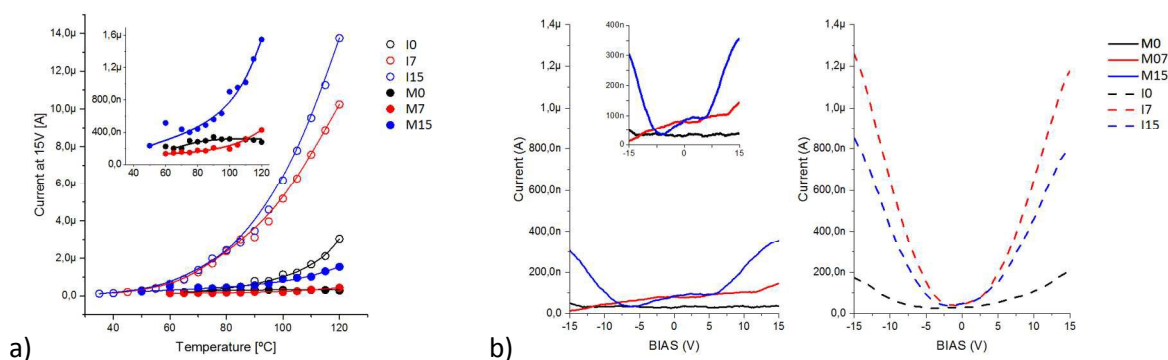 14,0µ
12,0µ
10,0µ
8,0µ
6,0µ
4,0µ
2,0µ
0,0
Current at 15V [A]
40 60 80 100 120
Temperature [ºC]
1,6µ
1,2µ
800,0n
400,0n
0,0
40 60 80 100 120
I0
I7
I15
M0
M7
M15
a)
1,4µ
1,2µ
1,0µ
800,0n
600,0n
400,0n
200,0n
0,0
Current (A)
-15 -10 -5 0 5 10 15
BIAS (V)
400n
300n
200n
100n
0
-15 0 15
b)
1,4µ
1,2µ
1,0µ
800,0n
600,0n
400,0n
200,0n
0,0
Current (A)
-15 -10 -5 0 5 10 15
BIAS (V)
M0
M07
M15
I0
I7
I15